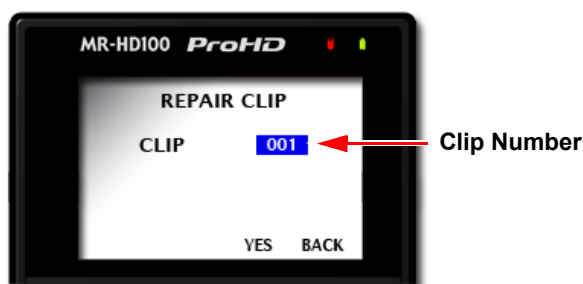 MR-HD100 ProHD
REPAIR CLIP
CLIP 001
Clip Number
YES BACK